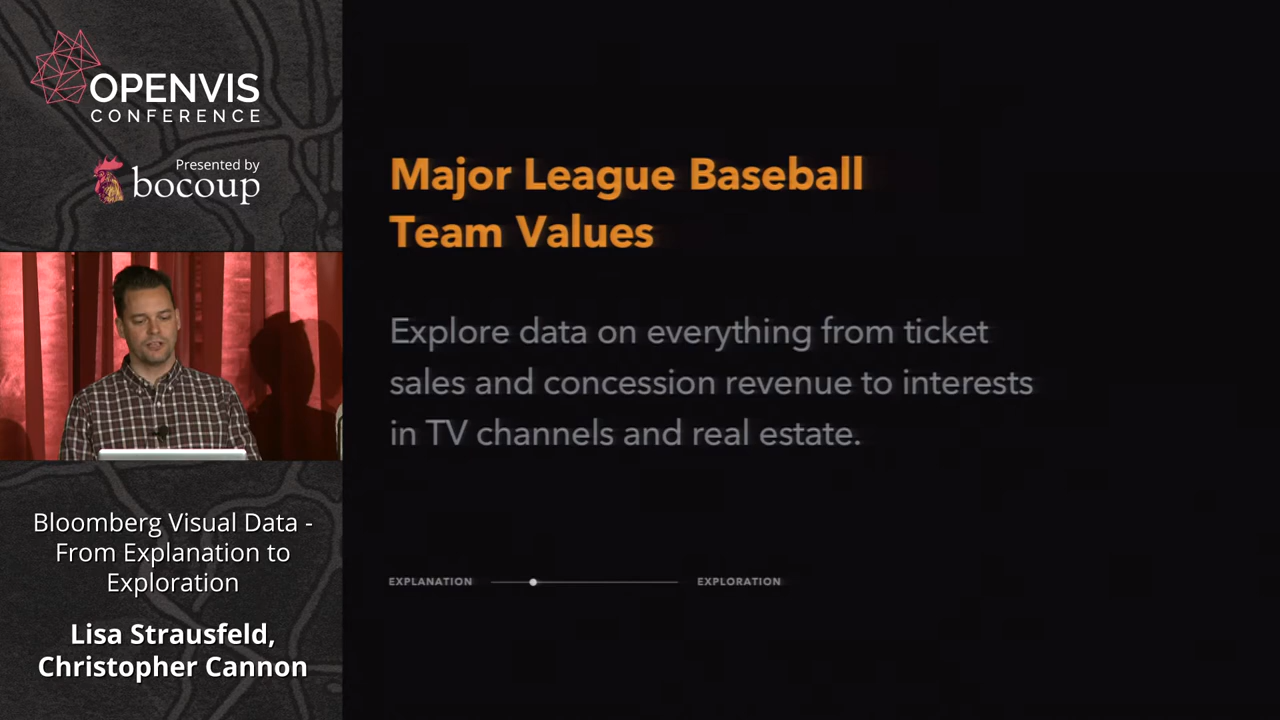 OPENVIS
CONFERENCE
Presented by
bocoup
Major League Baseball
Team Values
Explore data on everything from ticket
sales and concession revenue to interests
in TV channels and real estate.
EXPLANATION
EXPLORATION
Bloomberg Visual Data -
From Explanation to
Exploration
Lisa Strausfeld,
Christopher Cannon